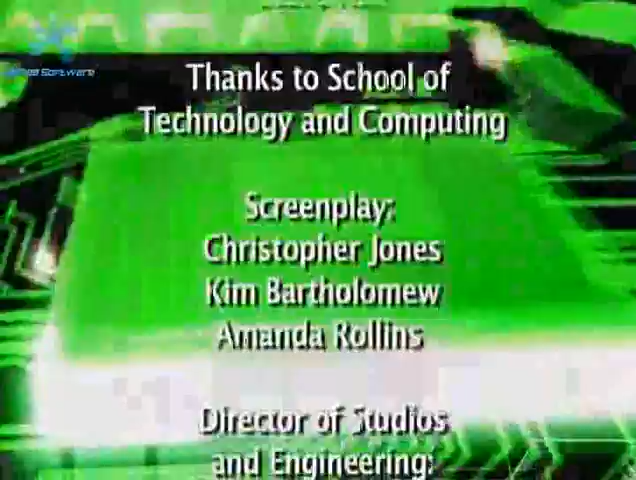 Thanks to School of
Technology and Computing
Screenplay:
Christopher Jones
Kim Bartholomew
Amanda Rollins
Director of Studios
and Engineering: